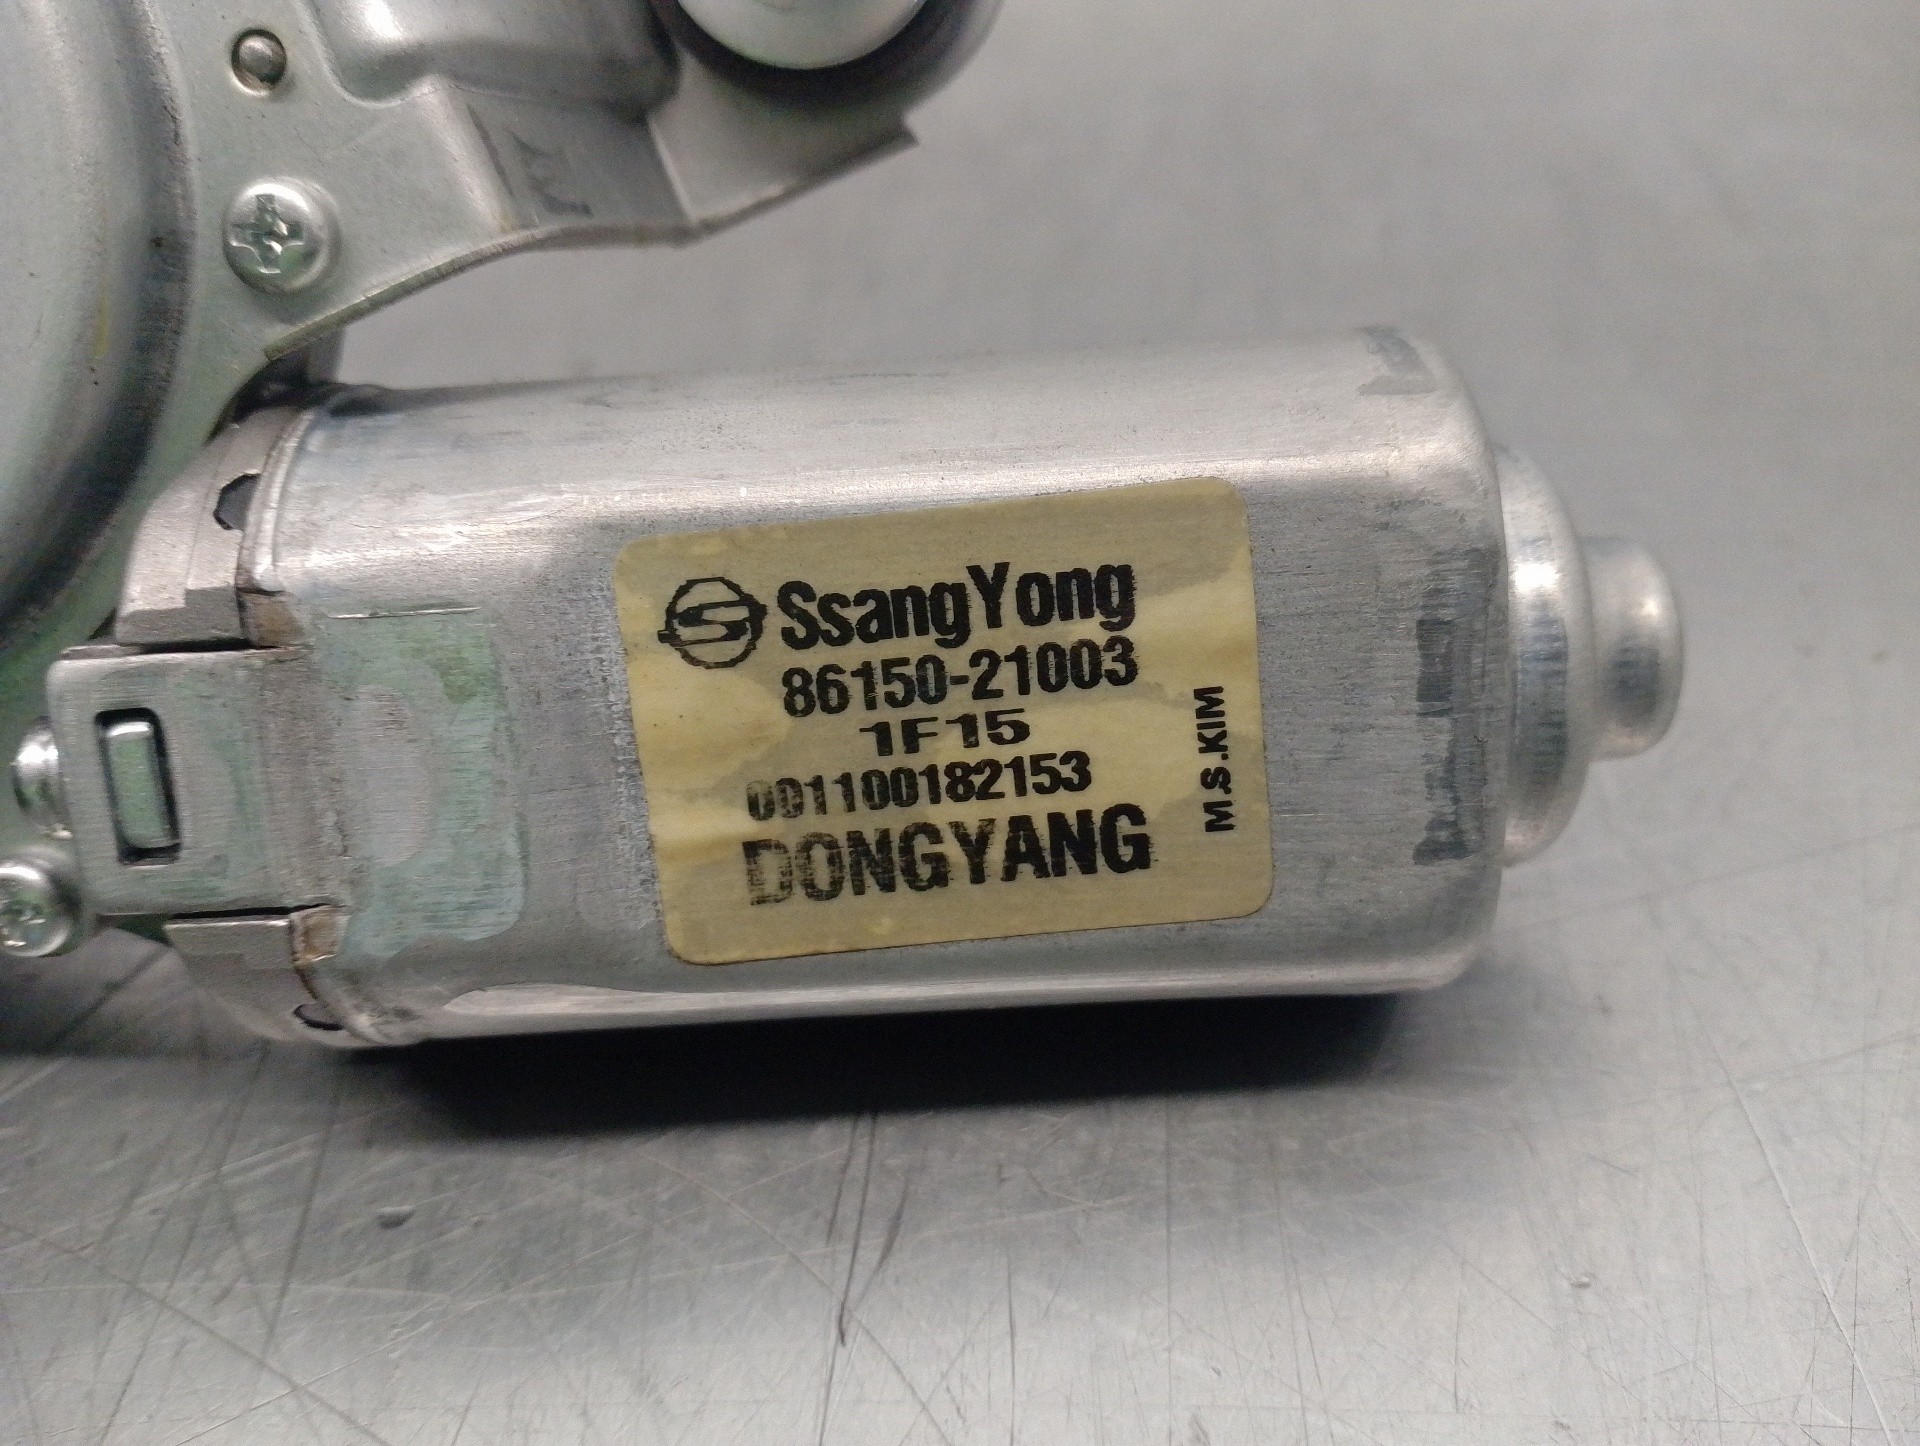 SsangYong
86150-21003
1F15
001100182153
DONGYANG
M.S.KIM